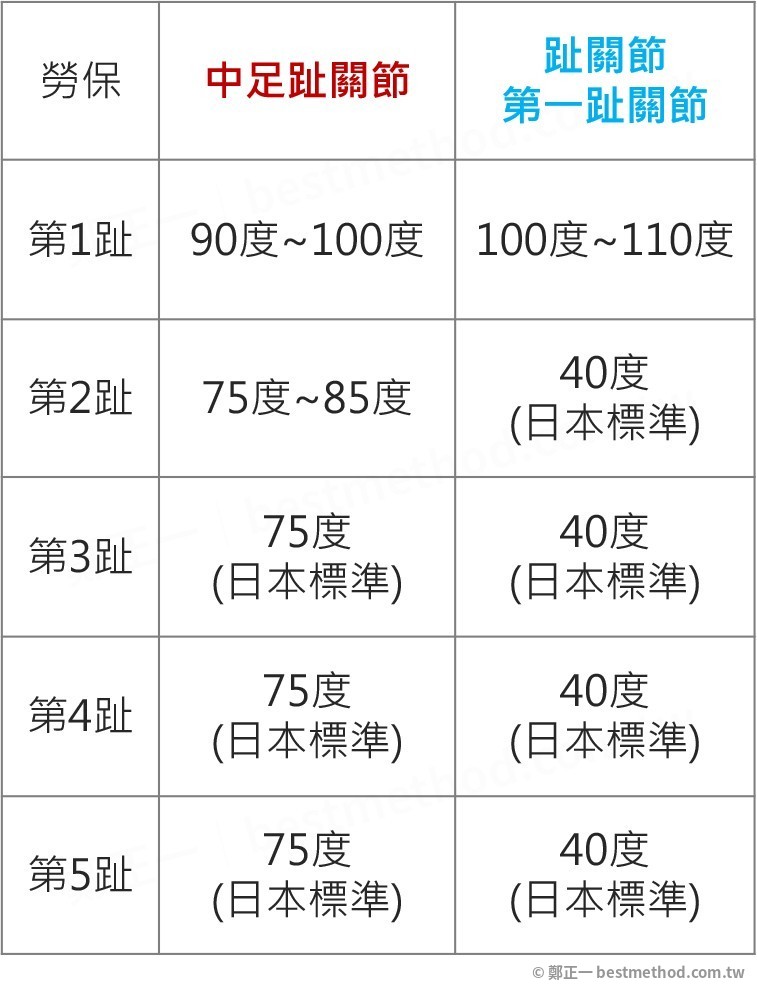 勞保
中足趾關節
趾關節
第一趾關節
第1趾
90度~100度
100度~110度
第2趾
75度~85度
40度
(日本標準)
第3趾
75度
(日本標準)
40度
(日本標準)
第4趾
75度
(日本標準)
40度
(日本標準)
第5趾
75度
(日本標準)
40度
(日本標準)
© 鄭正一 bestmethod.com.tw